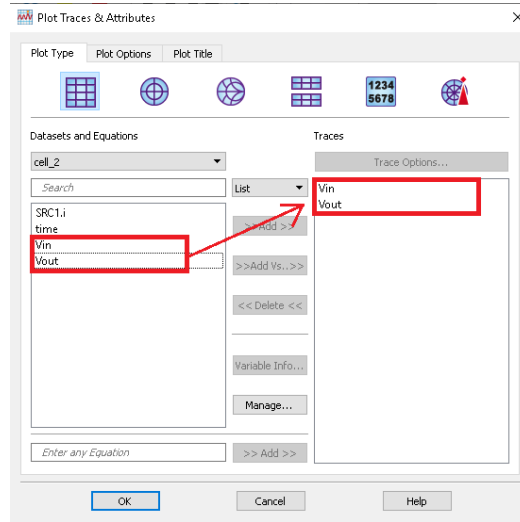 Plot Traces & Attributes
Plot Type Plot Options Plot Title
1234
5678
Datasets and Equations
Traces
cell_2
Trace Options...
Search
List
Vin
Vout
SRC1.i
time
Vin
Vout
>>Add >>
>>Add Vs..>>
<< Delete <<
Variable Info...
Manage...
Enter any Equation
>> Add >>
OK Cancel Help